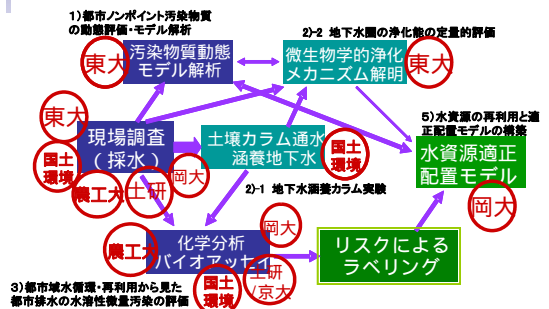 1)都市ノンポイント汚染物質
の動態評価・モデル解析
2)-2 地下水圏の浄化能の定量的評価
東大
汚染物質動態
モデル解析
微生物学的浄化
メカニズム解明
東大
東大
5)水資源の再利用と適
正配置モデルの構築
現場調査
（採水）
土壌カラム通水
涵養地下水
国土
環境
水資源適正
配置モデル
国土
環境
農工大
土研
岡大
2)-1 地下水涵養カラム実験
岡大
岡大
農工大
化学分析
バイオアッセイ
リスクによる
ラベリング
土研
/京大
国土
環境
3)都市域水循環・再利用から見た
都市排水の水溶性微量汚染の評価